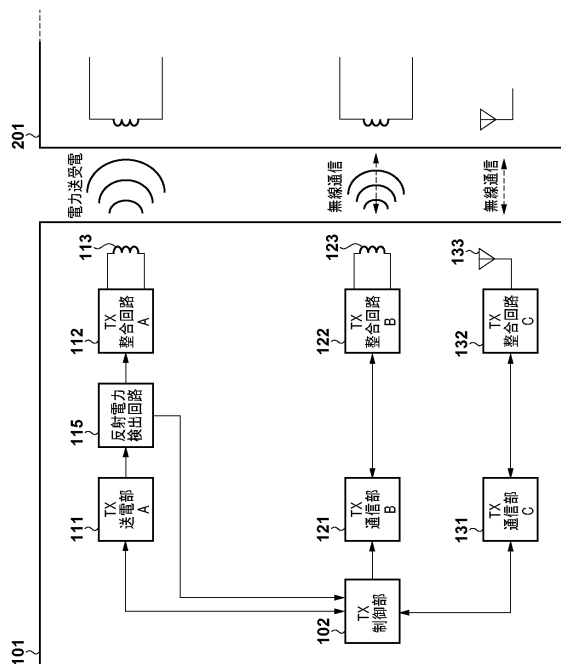 101
201
111
TX
送電部
A
115
反射電力
検出回路
112
TX
整合回路
A
113
電力送受電
102
TX
制御部
121
TX
通信部
B
122
TX
整合回路
B
123
無線通信
131
TX
通信部
C
132
TX
整合回路
C
133
無線通信